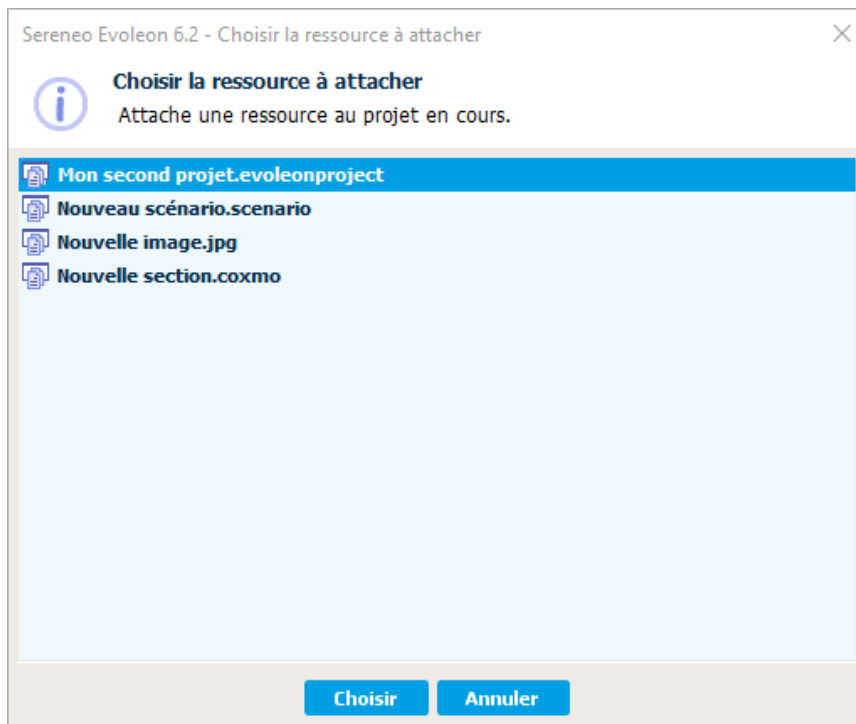 Sereneo Evoleon 6.2 - Choisir la ressource à attacher
Choisir la ressource à attacher
Attache une ressource au projet en cours.
Mon second projet.evoleonproject
Nouveau scénario.scenario
Nouvelle image.jpg
Nouvelle section.coxmo
Choisir Annuler